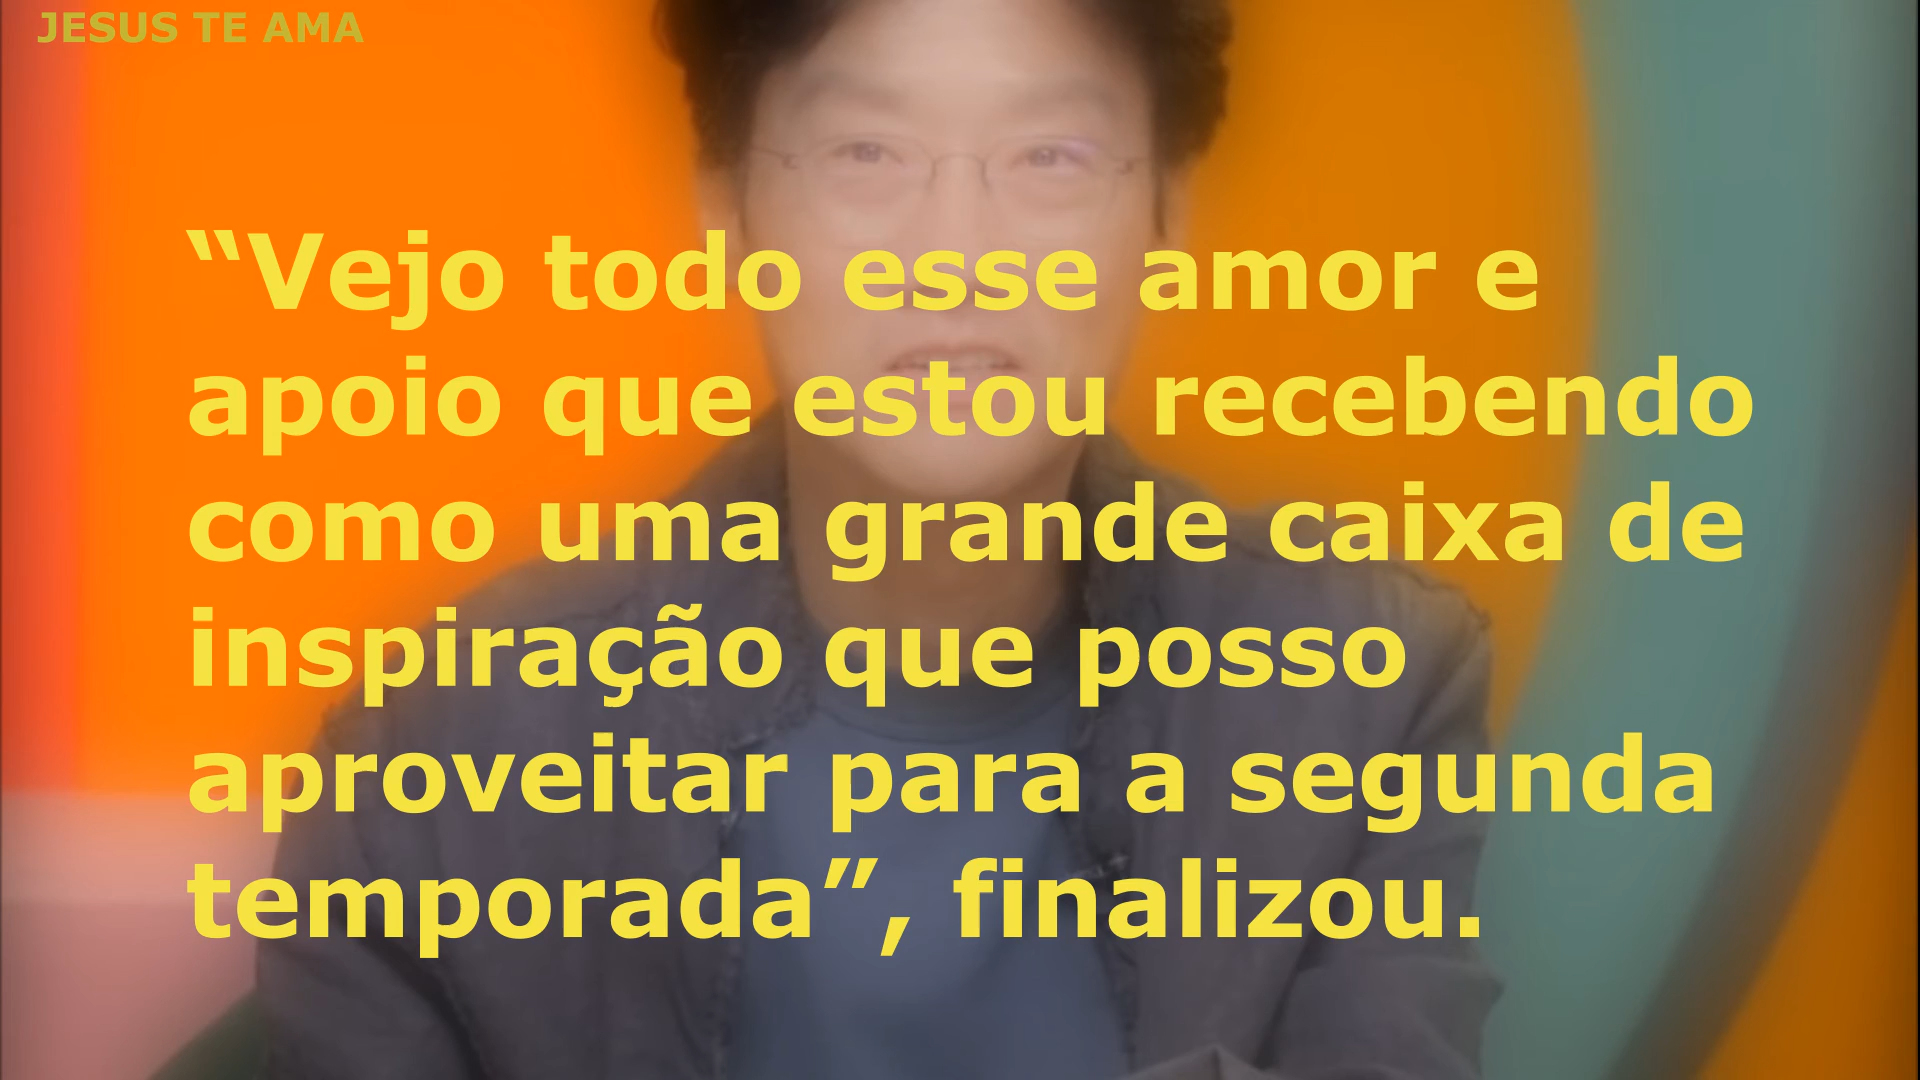 JESUS TE AMA
“Vejo todo esse amor e
apoio que estou recebendo
como uma grande caixa de
inspiração que posso
aproveitar para a segunda
temporada”, finalizou.